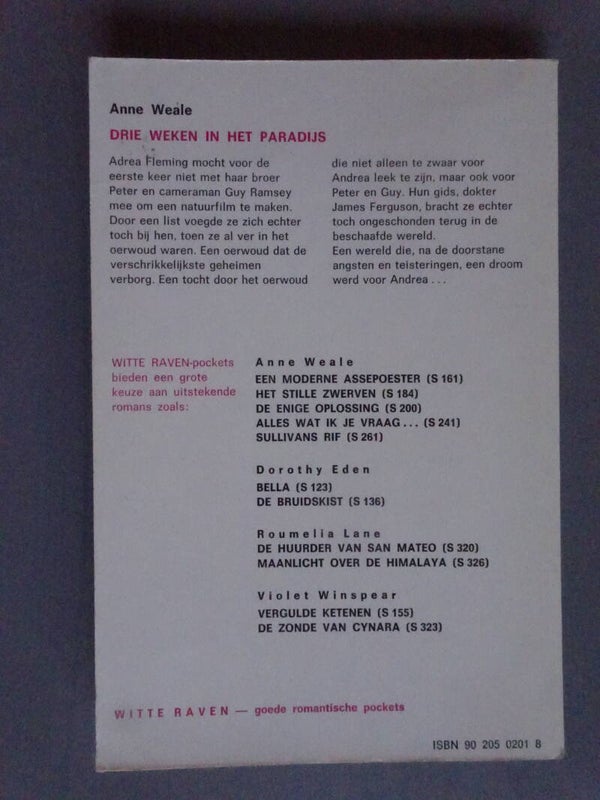 Anne Weale
DRIE WEKEN IN HET PARADIJS
Adrea Fleming mocht voor de
eerste keer niet met haar broer
Peter en cameraman Guy Ramsey
mee om een natuurfilm te maken.
Door een list voegde ze zich echter
toch bij hen, toen ze al ver in het
oerwoud waren. Een oerwoud dat de
verschrikkelijkste geheimen
verborg. Een tocht door het oerwoud
die niet alleen te zwaar voor
Andrea leek te zijn, maar ook voor
Peter en Guy. Hun gids, dokter
James Ferguson, bracht ze echter
toch ongeschonden terug in de
beschaafde wereld.
Een wereld die, na de doorstane
angsten en teisteringen, een droom
werd voor Andrea ...
WITTE RAVEN-pockets
bieden een grote
keuze aan uitstekende
romans zoals:
Anne Weale
EEN MODERNE ASSEPOESTER (S 161)
HET STILLE ZWERVEN (S 184)
DE ENIGE OPLOSSING (S 200)
ALLES WAT IK JE VRAAG ... (S 241)
SULLIVANS RIF (S 261)
Dorothy Eden
BELLA (S 123)
DE BRUIDSKIST (S 136)
Roumelia Lane
DE HUURDER VAN SAN MATEO (S 320)
MAANLICHT OVER DE HIMALAYA (S 326)
Violet Winspear
VERGULDE KETENEN (S 155)
DE ZONDE VAN CYNARA (S 323)
WITTE RAVEN — goede romantische pockets
ISBN 90 205 0201 8